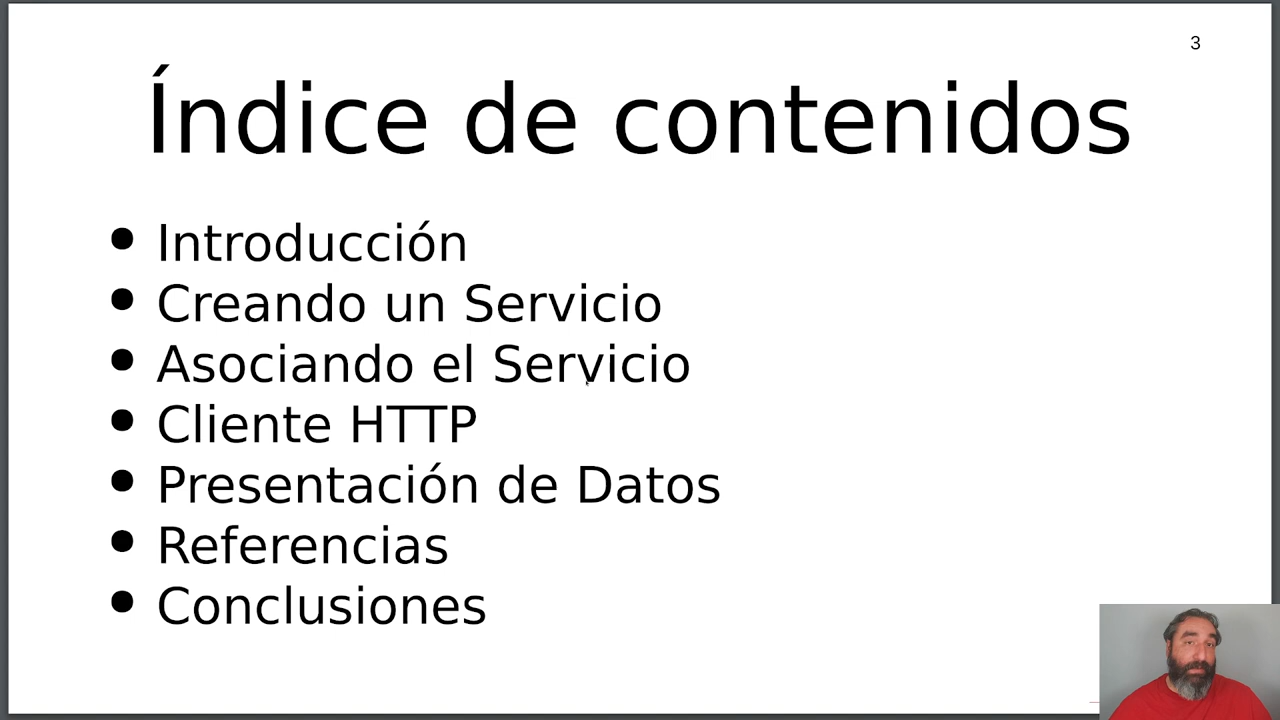 3
Índice de contenidos
• Introducción
• Creando un Servicio
• Asociando el Servicio
• Cliente HTTP
• Presentación de Datos
• Referencias
• Conclusiones